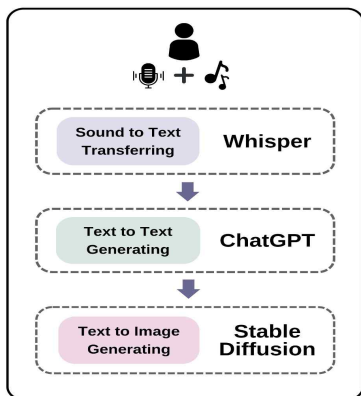 Sound to Text
Transferring
Whisper
Text to Text
Generating
ChatGPT
Text to Image
Generating
Stable
Diffusion